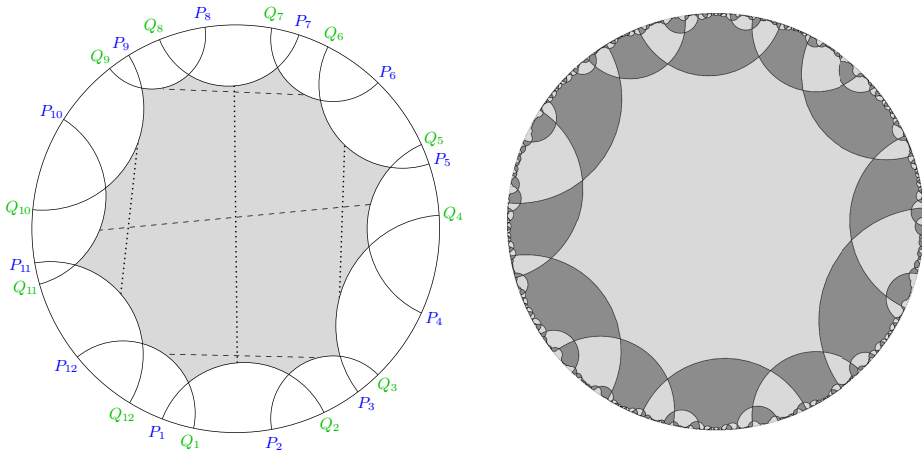 Q8 P8 Q7 P7
P9 Q6
Q9 P6
P10 Q5
P5
Q10 Q4
P11
Q11 P4
P12 Q3
Q12 P3
P1 Q1 P2 Q2